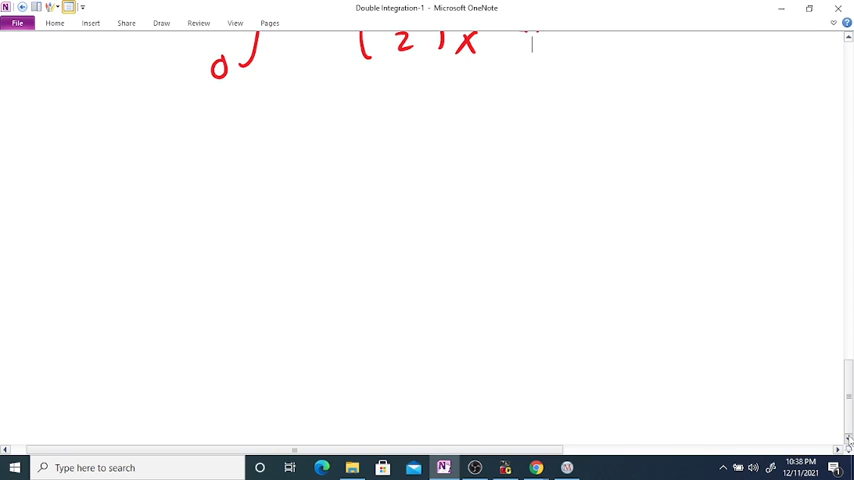 Double Integration-1 - Microsoft OneNote
File Home Insert Share Draw Review View Pages
2 x
0
Type here to search
10:38 PM
12/11/2021